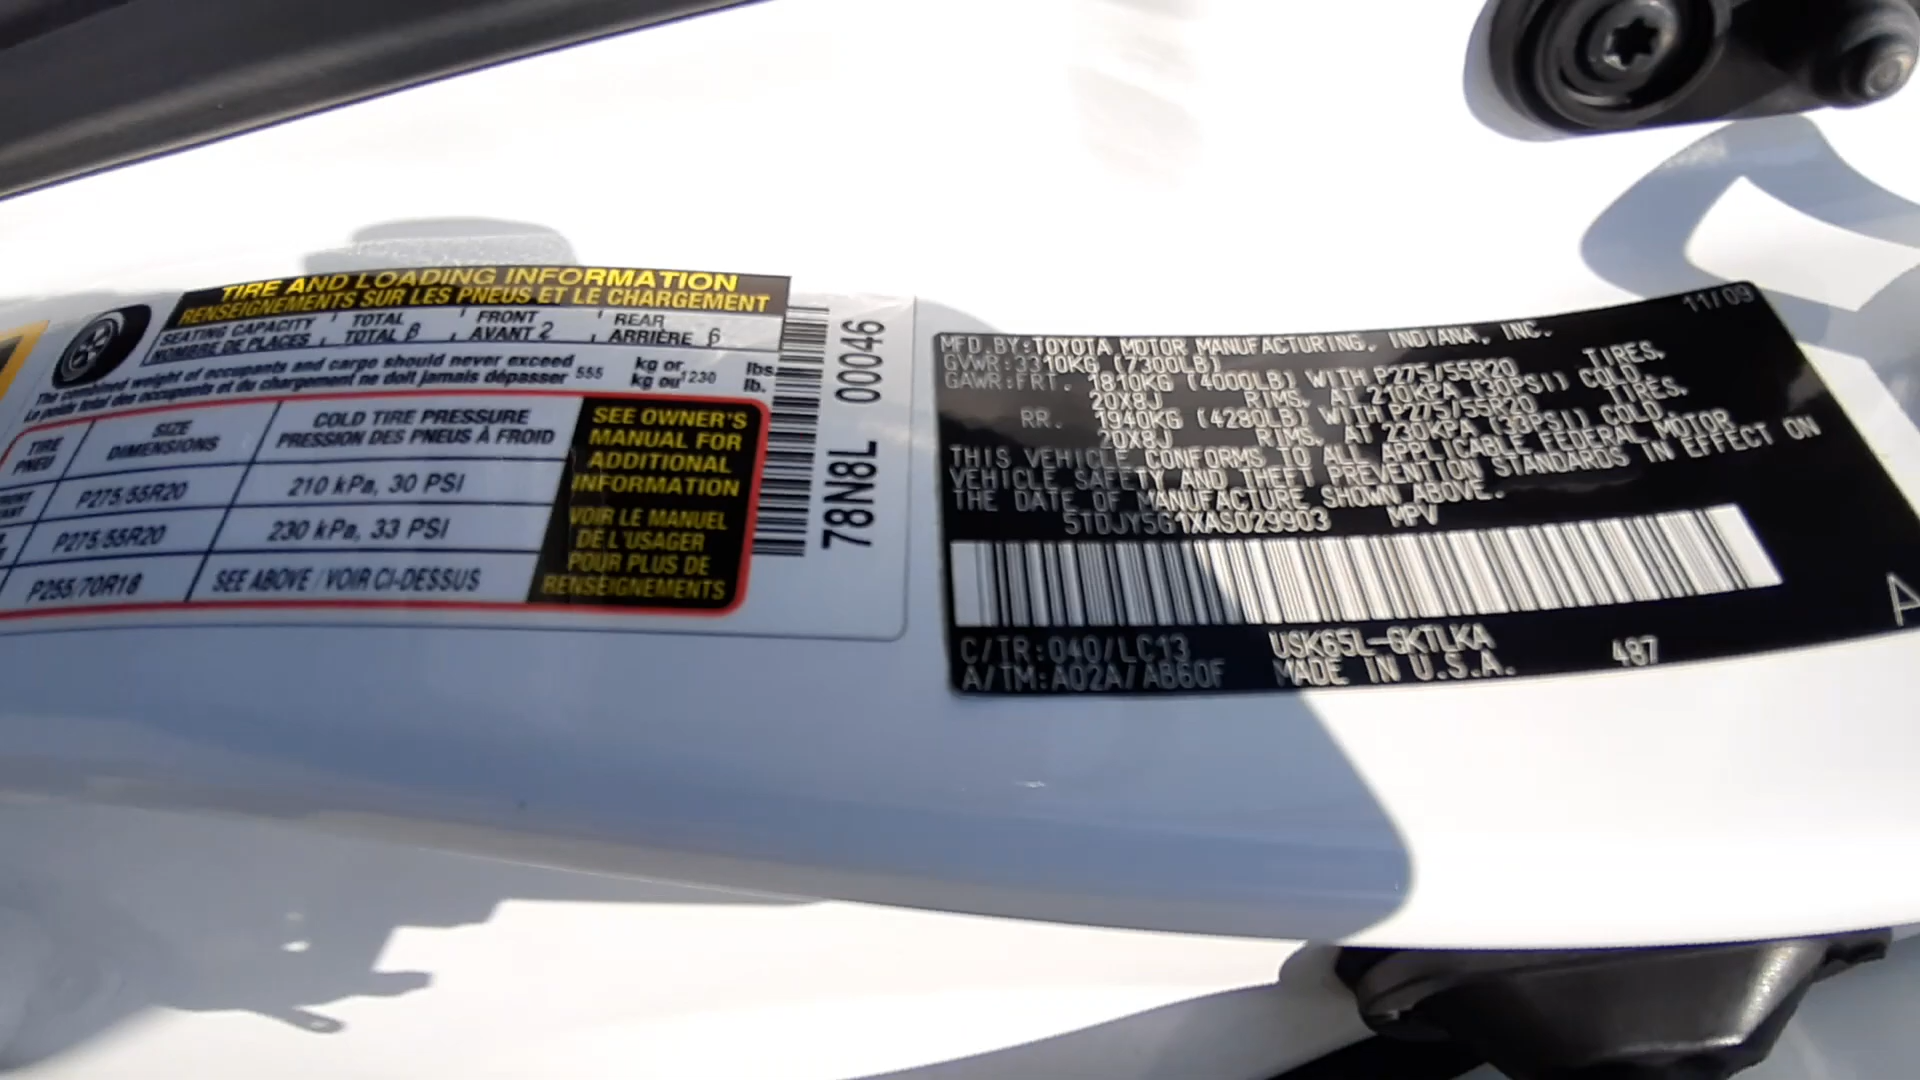 TIRE AND LOADING INFORMATION
RENSEIGNEMENTS SUR LES PNEUS ET LE CHARGEMENT
SEATING CAPACITY TOTAL FRONT REAR
NOMBRE DE PLACES TOTAL 8 AVANT 2 ARRIÈRE 6
The combined weight of occupants and cargo should never exceed 555 kg or 1230 lbs.
Le poids total des occupants et du chargement ne doit jamais dépasser kg ou lb.
TIRE SIZE COLD TIRE PRESSURE
PNEU DIMENSIONS PRESSION DES PNEUS À FROID
P275/55R20 210 kPa, 30 PSI
P275/55R20 230 kPa, 33 PSI
P255/70R18 SEE ABOVE / VOIR CI-DESSUS
SEE OWNER'S
MANUAL FOR
ADDITIONAL
INFORMATION
VOIR LE MANUEL
DE L'USAGER
POUR PLUS DE
RENSEIGNEMENTS
78N8L 00046
11/09
MFD.BY:TOYOTA MOTOR MANUFACTURING, INDIANA, INC.
GVWR:3310KG (7300LB)
GAWR:FRT. 1810KG (4000LB) WITH P275/55R20 TIRES,
20X8J RIMS, AT 210KPA (30PSI) COLD.
RR. 1940KG (4280LB) WITH P275/55R20 TIRES,
20X8J RIMS, AT 230KPA (33PSI) COLD.
THIS VEHICLE CONFORMS TO ALL APPLICABLE FEDERAL MOTOR
VEHICLE SAFETY AND THEFT PREVENTION STANDARDS IN EFFECT ON
THE DATE OF MANUFACTURE SHOWN ABOVE.
5TDJY5G1XAS029903 MPV
C/TR:040/LC13 USK65L-GKTLKA 487
A/TM:A02A/AB60F MADE IN U.S.A.
A